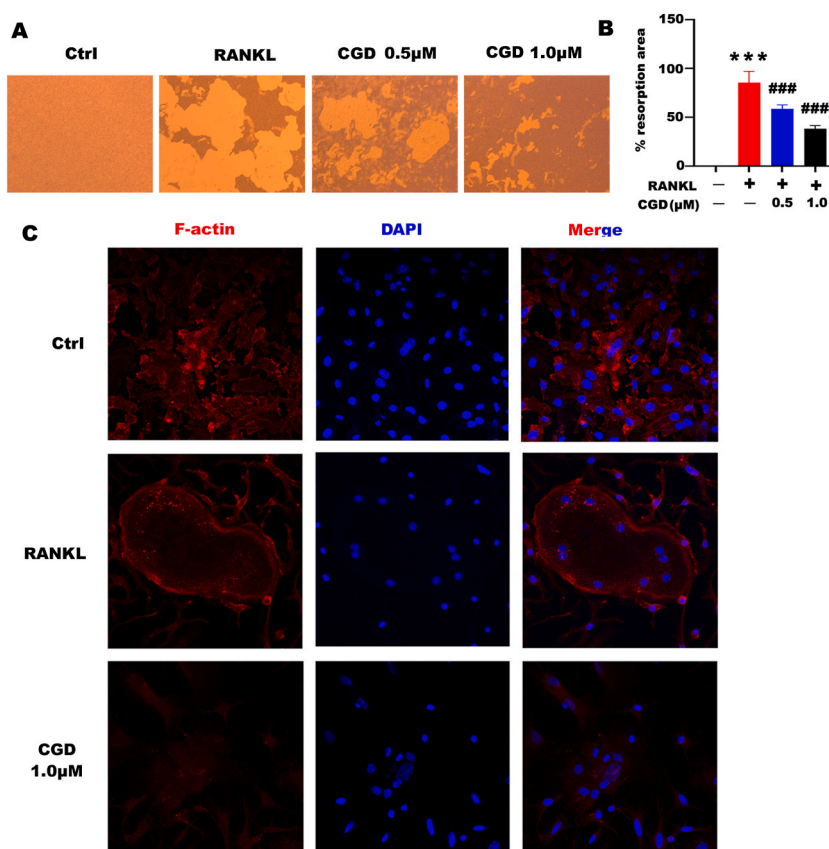 A
Ctrl RANKL CGD 0.5µM CGD 1.0µM
B
% resorption area
150
100
50
0
*** ### ###
RANKL — + + +
CGD(µM) — — 0.5 1.0
C
F-actin DAPI Merge
Ctrl
RANKL
CGD
1.0µM